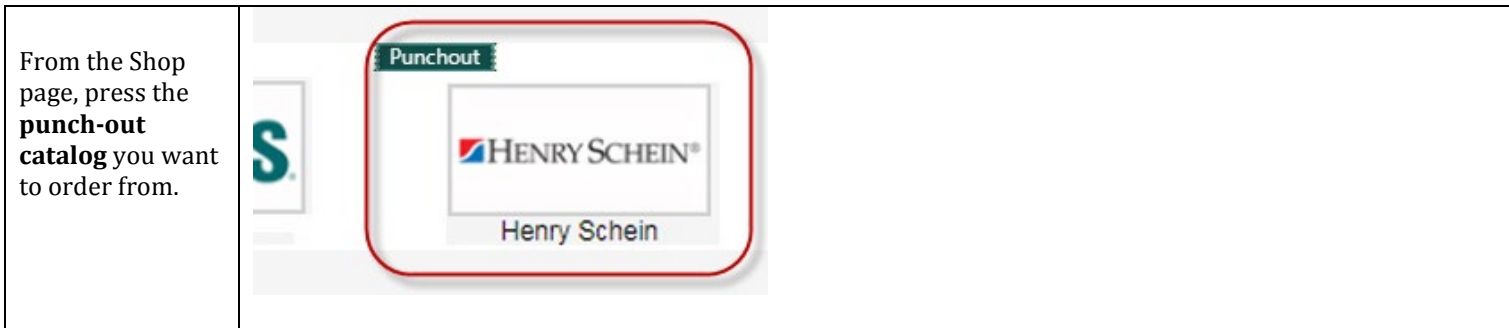 From the Shop
page, press the
punch-out
catalog you want
to order from.
Punchout
S.
HENRY SCHEIN®
Henry Schein